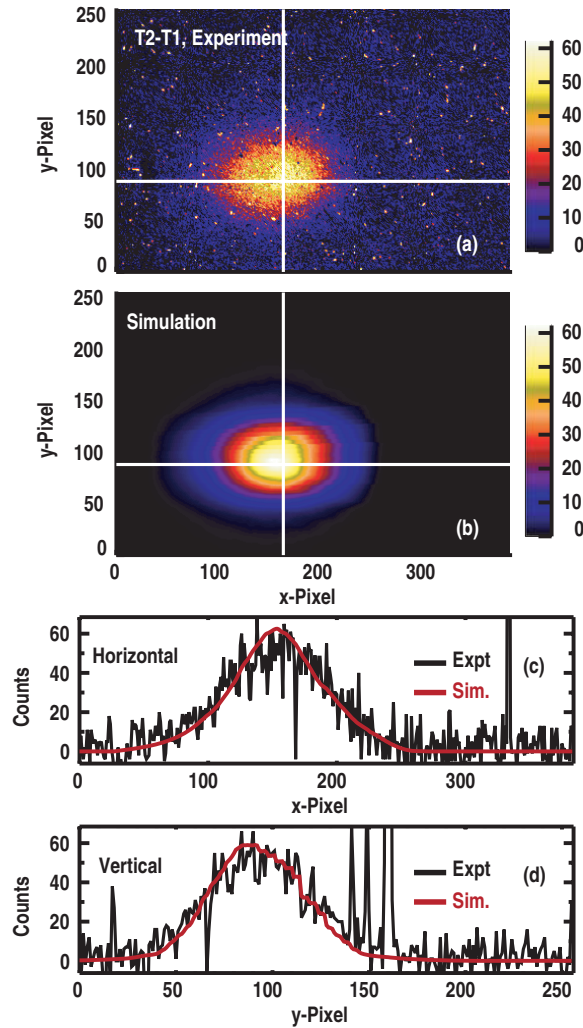 T2-T1, Experiment
250
200
150
100
50
0
y-Pixel
(a)
60
50
40
30
20
10
0
Simulation
250
200
150
100
50
0
y-Pixel
(b)
60
50
40
30
20
10
0
0 100 200 300
x-Pixel
Horizontal
Expt
Sim.
(c)
60
40
20
0
Counts
0 100 200 300
x-Pixel
Vertical
Expt
Sim.
(d)
60
40
20
0
Counts
0 50 100 150 200 250
y-Pixel